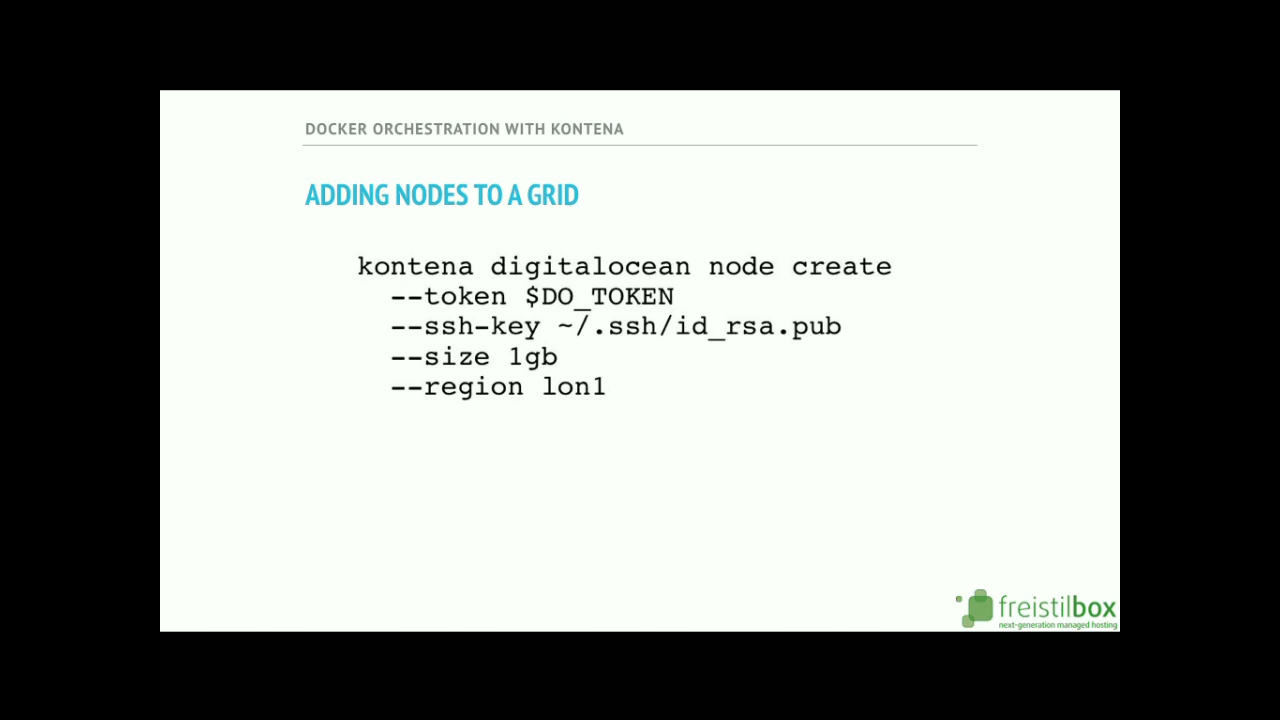 DOCKER ORCHESTRATION WITH KONTENA
ADDING NODES TO A GRID
kontena digitalocean node create
--token $DO_TOKEN
--ssh-key ~/.ssh/id_rsa.pub
--size 1gb
--region lon1
freistilbox
next-generation managed hosting